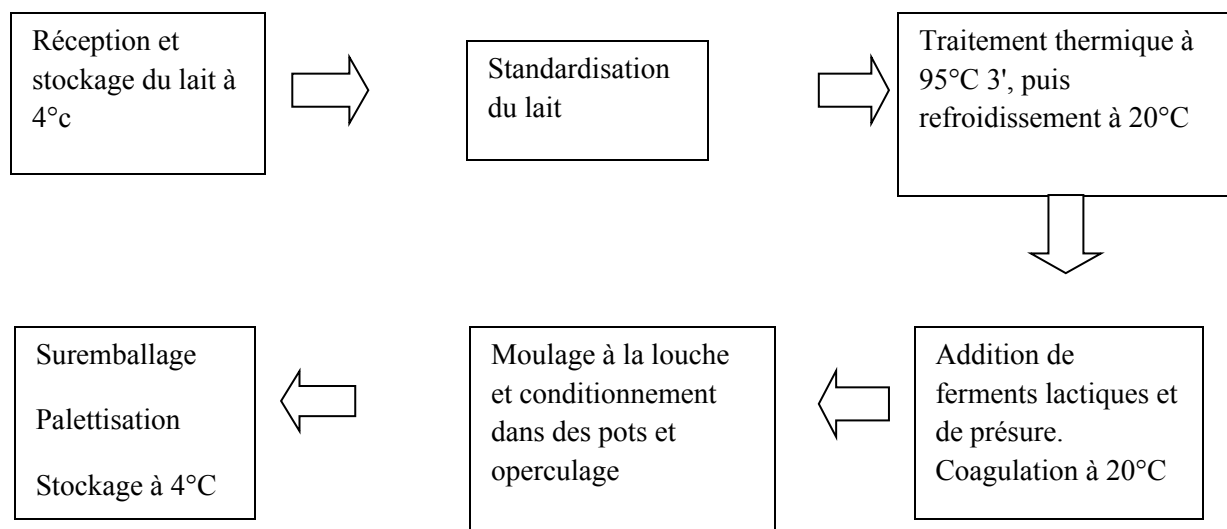 Réception et
stockage du lait à
4°c
Standardisation
du lait
Traitement thermique à
95°C 3', puis
refroidissement à 20°C
Addition de
ferments lactiques et
de présure.
Coagulation à 20°C
Moulage à la louche
et conditionnement
dans des pots et
operculage
Suremballage
Palettisation
Stockage à 4°C